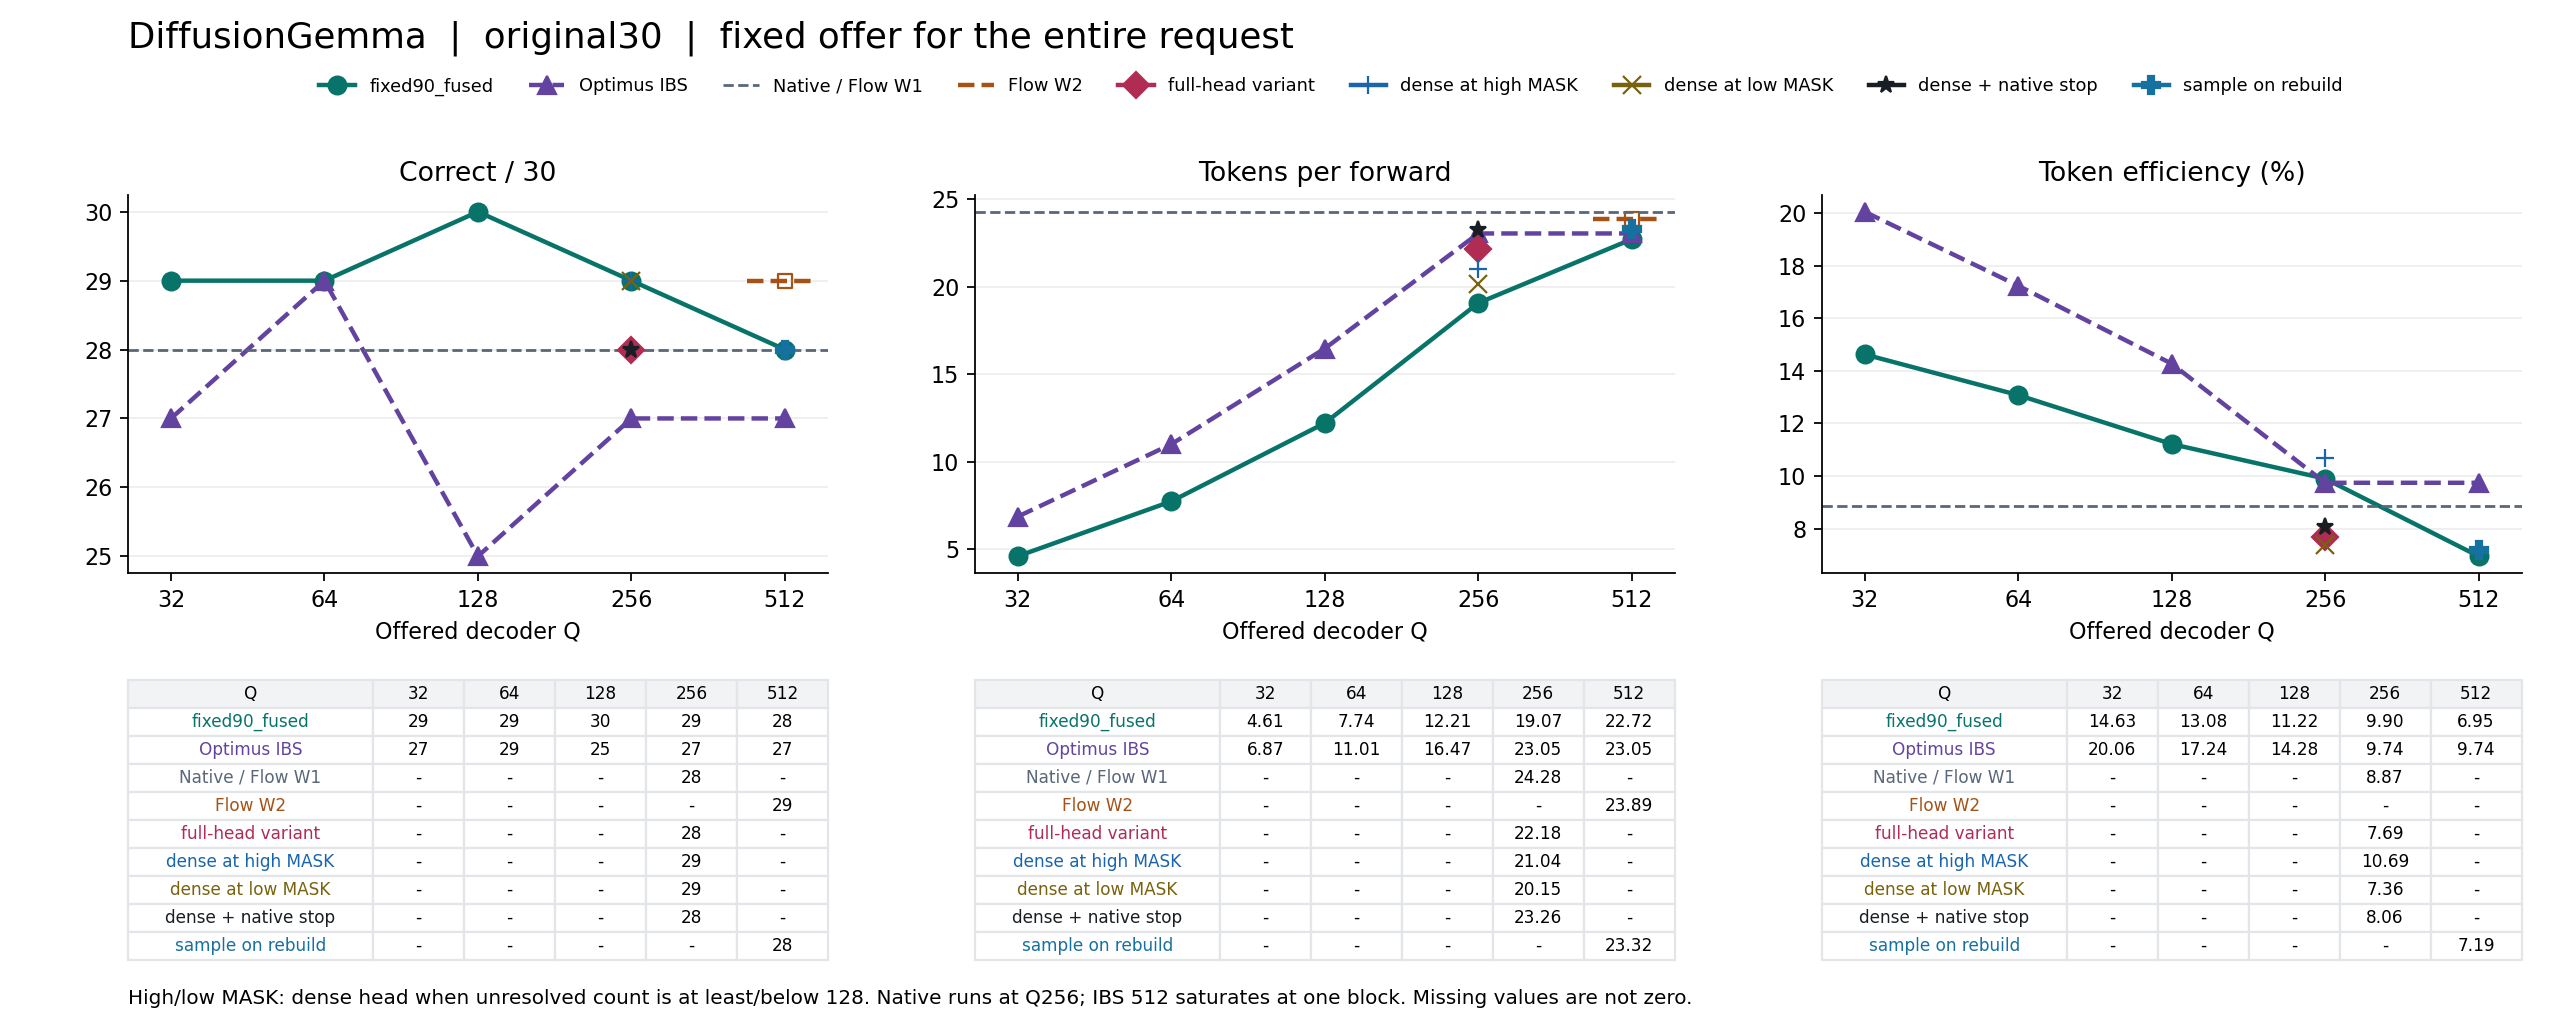 DiffusionGemma | original30 | fixed offer for the entire request
fixed90_fused Optimus IBS Native / Flow W1 Flow W2 full-head variant dense at high MASK dense at low MASK dense + native stop sample on rebuild
Correct / 30
30
29
28
27
26
25
32 64 128 256 512
Offered decoder Q
Tokens per forward
25
20
15
10
5
32 64 128 256 512
Offered decoder Q
Token efficiency (%)
20
18
16
14
12
10
8
32 64 128 256 512
Offered decoder Q
Q 32 64 128 256 512
fixed90_fused 29 29 30 29 28
Optimus IBS 27 29 25 27 27
Native / Flow W1 - - - 28 -
Flow W2 - - - - 29
full-head variant - - - 28 -
dense at high MASK - - - 29 -
dense at low MASK - - - 29 -
dense + native stop - - - 28 -
sample on rebuild - - - - 28
Q 32 64 128 256 512
fixed90_fused 4.61 7.74 12.21 19.07 22.72
Optimus IBS 6.87 11.01 16.47 23.05 23.05
Native / Flow W1 - - - 24.28 -
Flow W2 - - - - 23.89
full-head variant - - - 22.18 -
dense at high MASK - - - 21.04 -
dense at low MASK - - - 20.15 -
dense + native stop - - - 23.26 -
sample on rebuild - - - - 23.32
Q 32 64 128 256 512
fixed90_fused 14.63 13.08 11.22 9.90 6.95
Optimus IBS 20.06 17.24 14.28 9.74 9.74
Native / Flow W1 - - - 8.87 -
Flow W2 - - - - -
full-head variant - - - 7.69 -
dense at high MASK - - - 10.69 -
dense at low MASK - - - 7.36 -
dense + native stop - - - 8.06 -
sample on rebuild - - - - 7.19
High/low MASK: dense head when unresolved count is at least/below 128. Native runs at Q256; IBS 512 saturates at one block. Missing values are not zero.